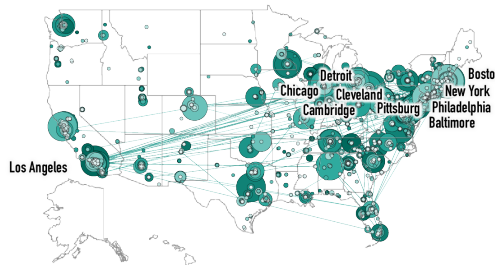 Detroit
Bosto
Chicago
Cleveland
New York
Cambridge
Pittsburg
Philadelphia
Baltimore
Los Angeles